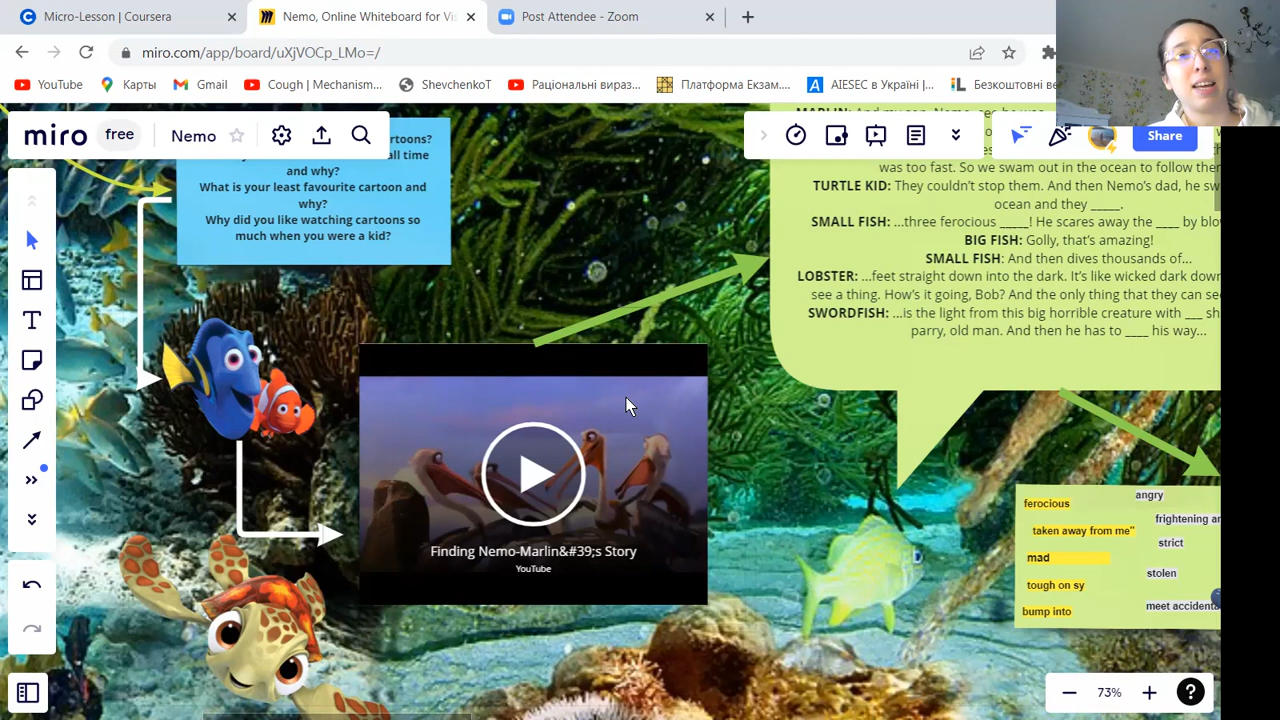 Micro-Lesson | Coursera
Nemo, Online Whiteboard for Vis
Post Attendee - Zoom
miro.com/app/board/uXjVOCp_LMo=/
YouTube
Карты
Gmail
Cough | Mechanism...
ShevchenkoT
Раціональні вираз...
Платформа Екзам....
AIESEC в Україні |...
Безкоштовні ве
miro
free
Nemo
Share
cartoons?
all time
and why?
What is your least favourite cartoon and
why?
Why did you like watching cartoons so
much when you were a kid?
was too fast. So we swam out in the ocean to follow them
TURTLE KID: They couldn't stop them. And then Nemo's dad, he sw
ocean and they _____.
SMALL FISH: ...three ferocious _____! He scares away the ____ by blo
BIG FISH: Golly, that's amazing!
SMALL FISH: And then dives thousands of...
LOBSTER: ...feet straight down into the dark. It's like wicked dark down
see a thing. How's it going, Bob? And the only thing that they can see
SWORDFISH: ...is the light from this big horrible creature with ___ sh
parry, old man. And then he has to ____ his way...
Finding Nemo-Marlin&#39;s Story
YouTube
ferocious
angry
frightening an
taken away from me"
strict
mad
stolen
tough on sy
meet accidenta
bump into
73%